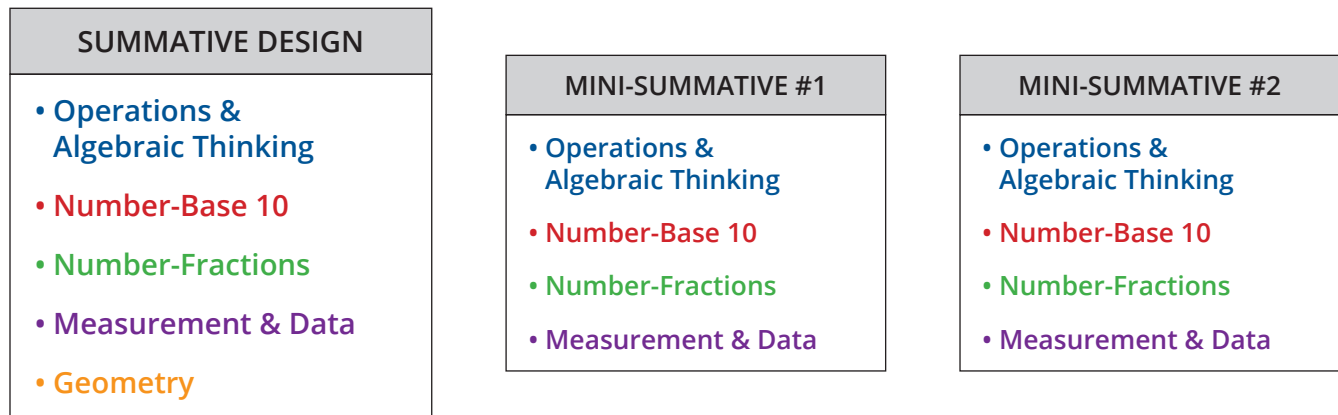 SUMMATIVE DESIGN
• Operations &
Algebraic Thinking
• Number-Base 10
• Number-Fractions
• Measurement & Data
• Geometry
MINI-SUMMATIVE #1
• Operations &
Algebraic Thinking
• Number-Base 10
• Number-Fractions
• Measurement & Data
MINI-SUMMATIVE #2
• Operations &
Algebraic Thinking
• Number-Base 10
• Number-Fractions
• Measurement & Data